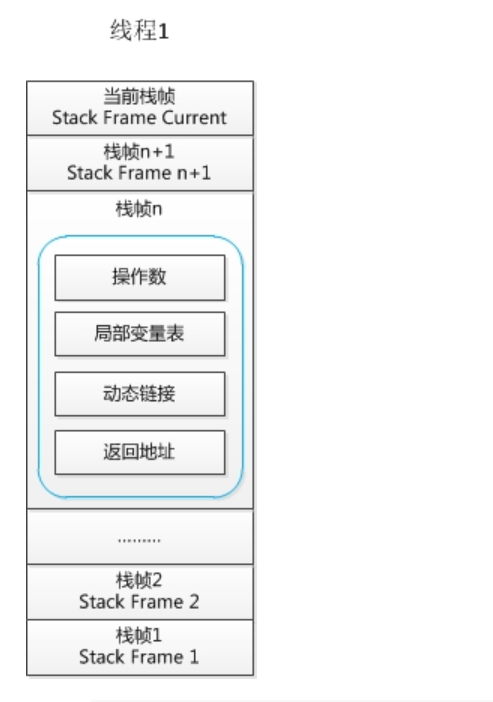 线程1
当前栈帧
Stack Frame Current
栈帧n+1
Stack Frame n+1
栈帧n
操作数
局部变量表
动态链接
返回地址
.........
栈帧2
Stack Frame 2
栈帧1
Stack Frame 1